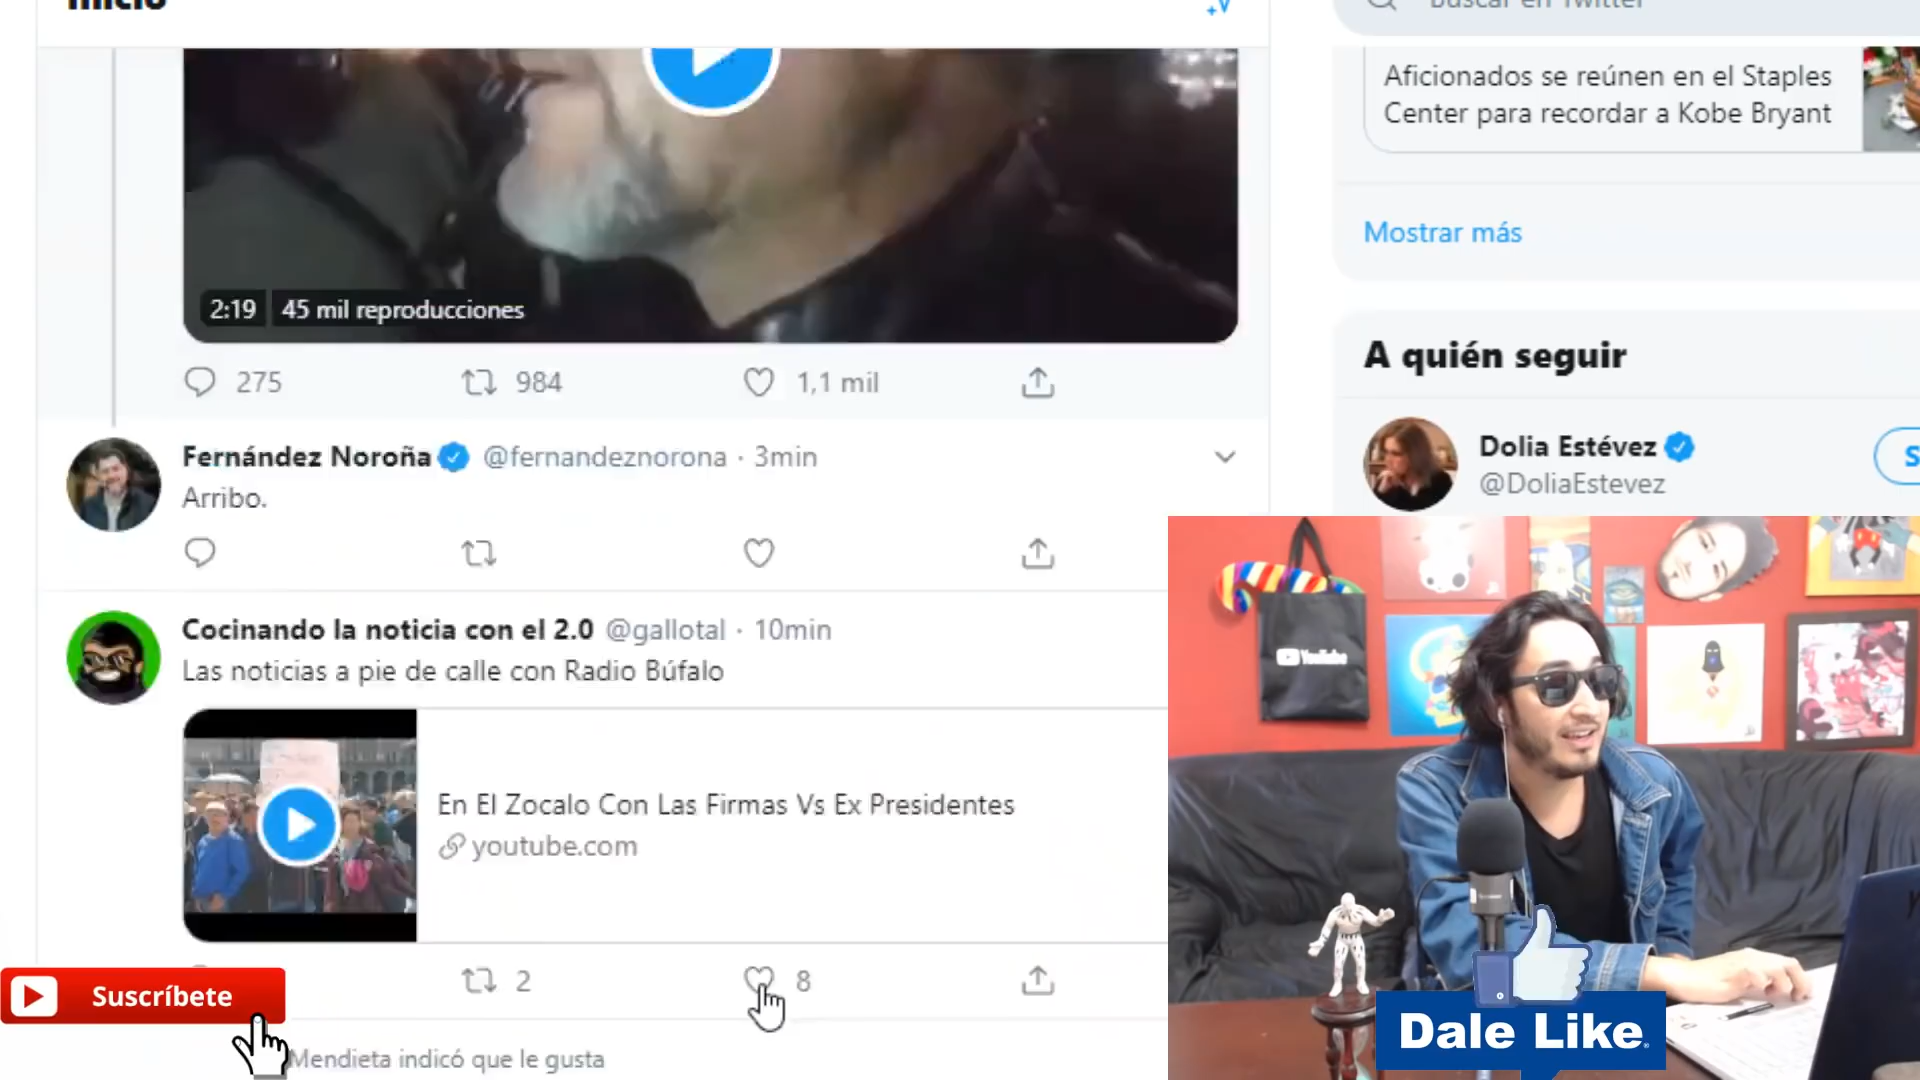 Inicio
Buscar en Twitter
Aficionados se reúnen en el Staples
Center para recordar a Kobe Bryant
Mostrar más
2:19 45 mil reproducciones
275 984 1,1 mil
A quién seguir
Dolia Estévez
@DoliaEstevez
S
Fernández Noroña @fernandeznorona · 3min
Arribo.
Cocinando la noticia con el 2.0 @gallotal · 10min
Las noticias a pie de calle con Radio Búfalo
En El Zocalo Con Las Firmas Vs Ex Presidentes
youtube.com
2 8
Suscríbete
Mendieta indicó que le gusta
YouTube
Dale Like.